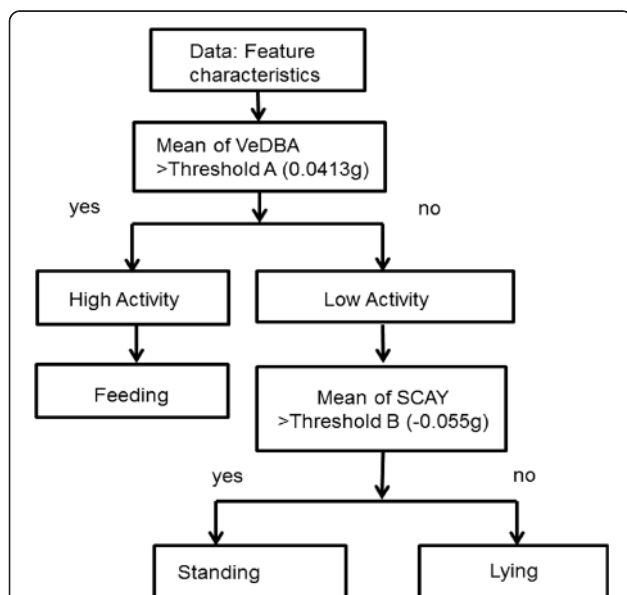 Data: Feature
characteristics
Mean of VeDBA
>Threshold A (0.0413g)
yes
no
High Activity
Low Activity
Feeding
Mean of SCAY
>Threshold B (-0.055g)
yes
no
Standing
Lying